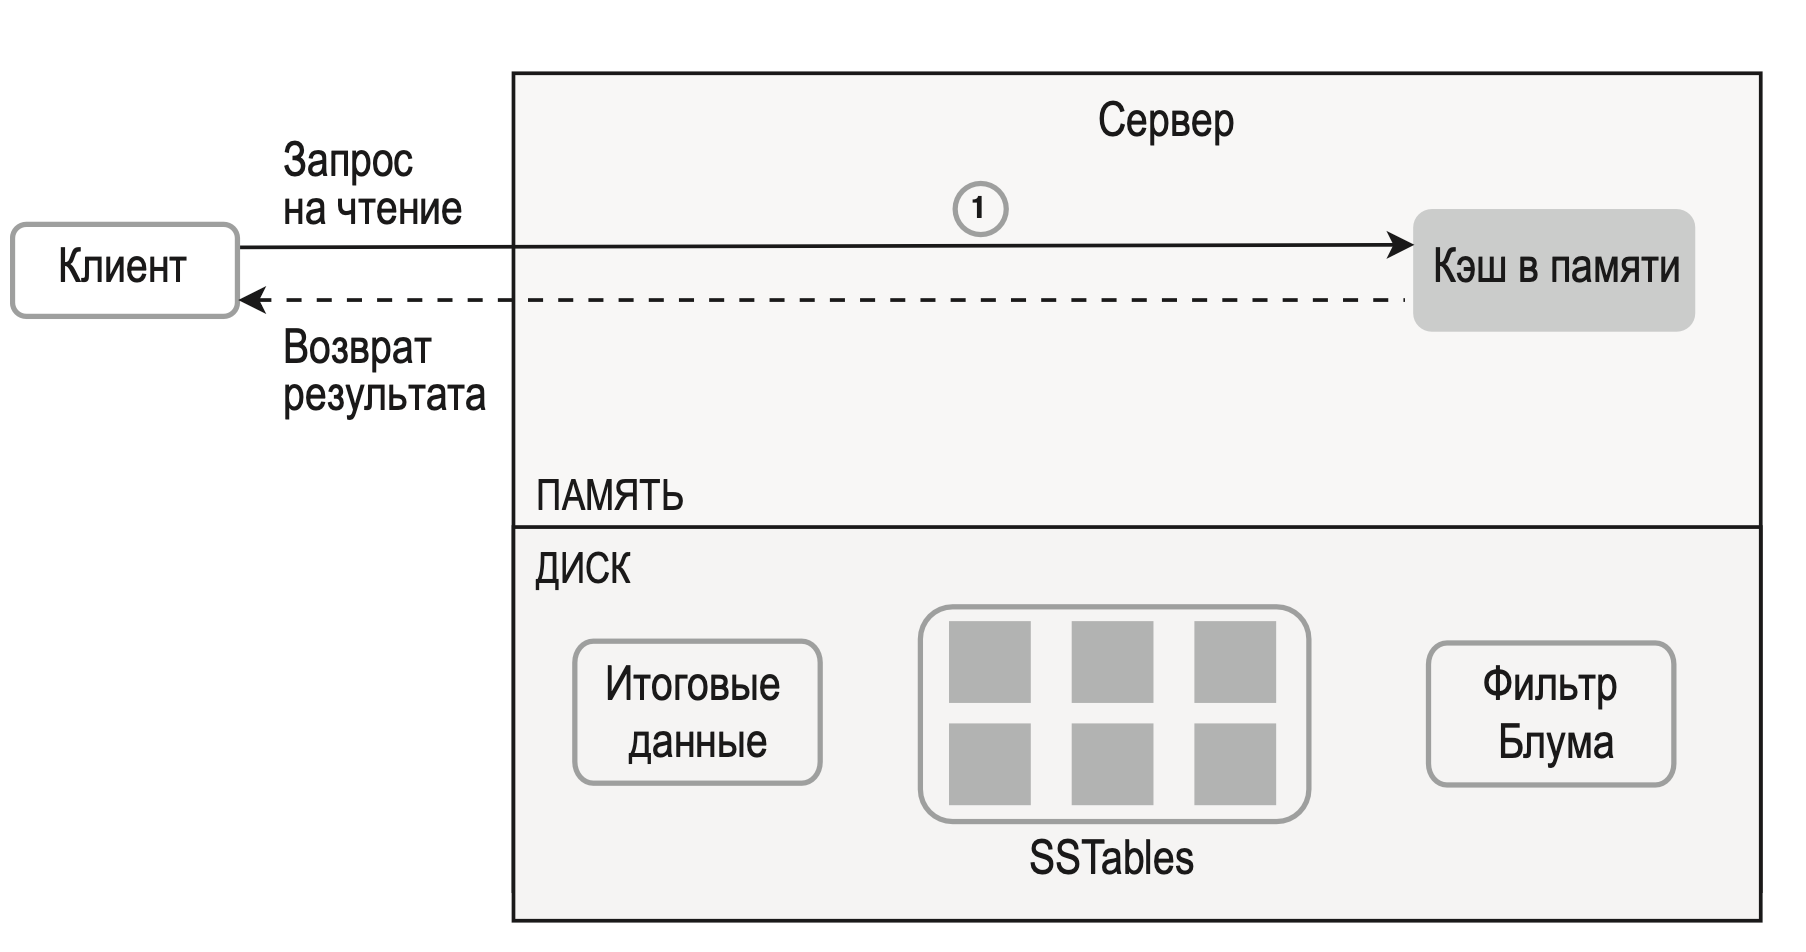 Сервер
Запрос
на чтение
1
Клиент
Кэш в памяти
Возврат
результата
ПАМЯТЬ
ДИСК
Итоговые
данные
SSTables
Фильтр
Блума